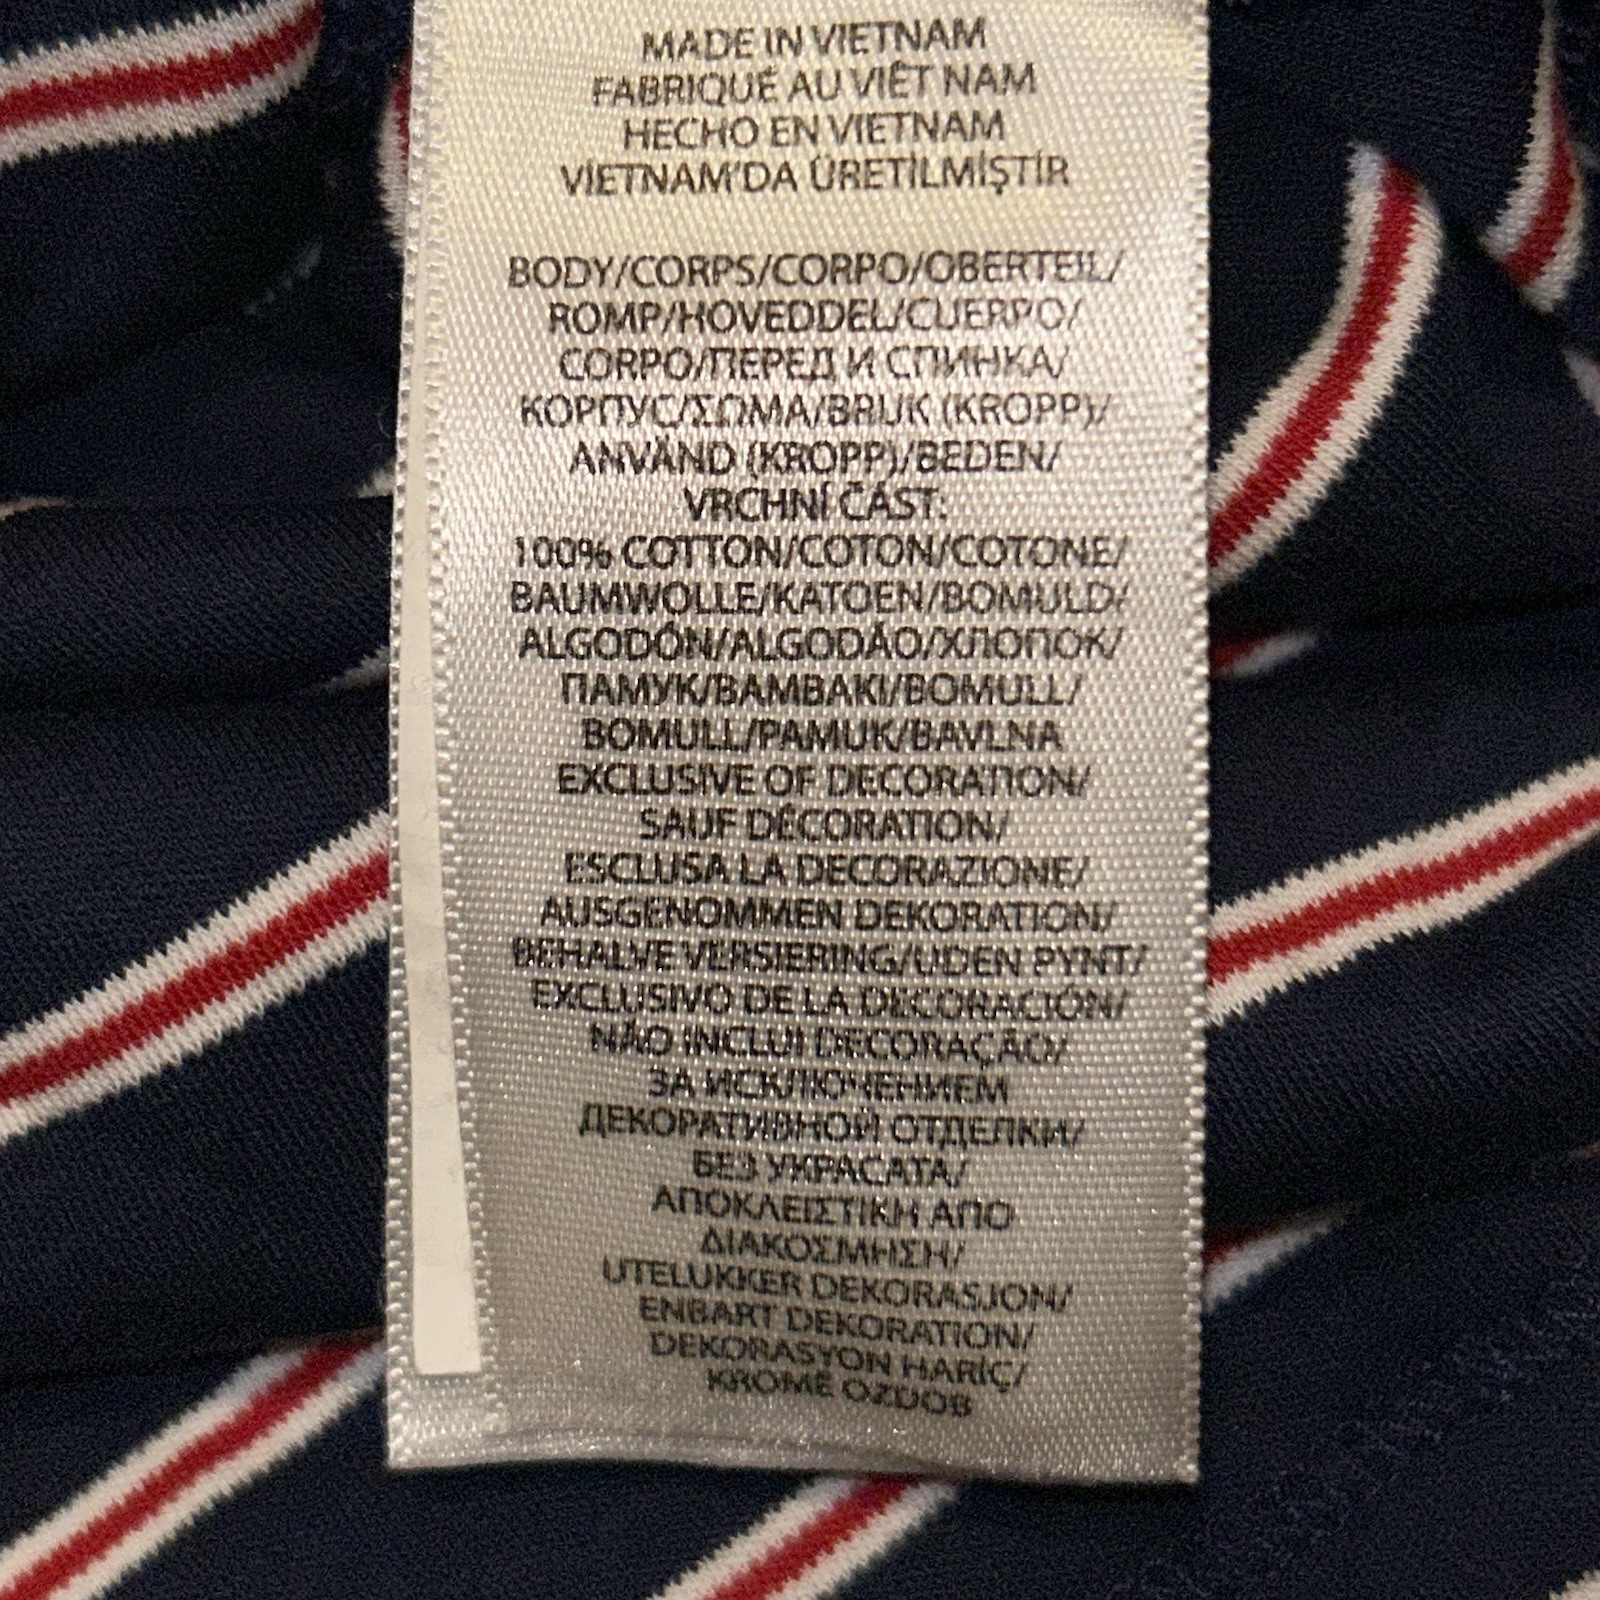 MADE IN VIETNAM
FABRIQUÉ AU VIÊT NAM
HECHO EN VIETNAM
VİETNAM'DA ÜRETİLMİŞTİR
BODY/CORPS/CORPO/OBERTEIL/
ROMP/HOVEDDEL/CUERPO/
CORPO/ПЕРЕД И СПИНКА/
КОРПУС/ΣΩΜΑ/BRUK (KROPP)/
ANVÄND (KROPP)/BEDEN/
VRCHNÍ ČÁST:
100% COTTON/COTON/COTONE/
BAUMWOLLE/KATOEN/BOMULD/
ALGODÓN/ALGODÃO/ХЛОПОК/
ПАМУК/BAMBAKI/BOMULL/
BOMULL/PAMUK/BAVLNA
EXCLUSIVE OF DECORATION/
SAUF DÉCORATION/
ESCLUSA LA DECORAZIONE/
AUSGENOMMEN DEKORATION/
BEHALVE VERSIERING/UDEN PYNT/
EXCLUSIVO DE LA DECORACIÓN/
NÃO INCLUI DECORAÇÃO/
ЗА ИСКЛЮЧЕНИЕМ
ДЕКОРАТИВНОЙ ОТДЕЛКИ/
БЕЗ УКРАСАТА/
ΑΠΟΚΛΕΙΣΤΙΚΗ ΑΠΟ
ΔΙΑΚΟΣΜΗΣΗ/
UTELUKKER DEKORASJON/
ENBART DEKORATION/
DEKORASYON HARİÇ/
KROMĚ OZDOB